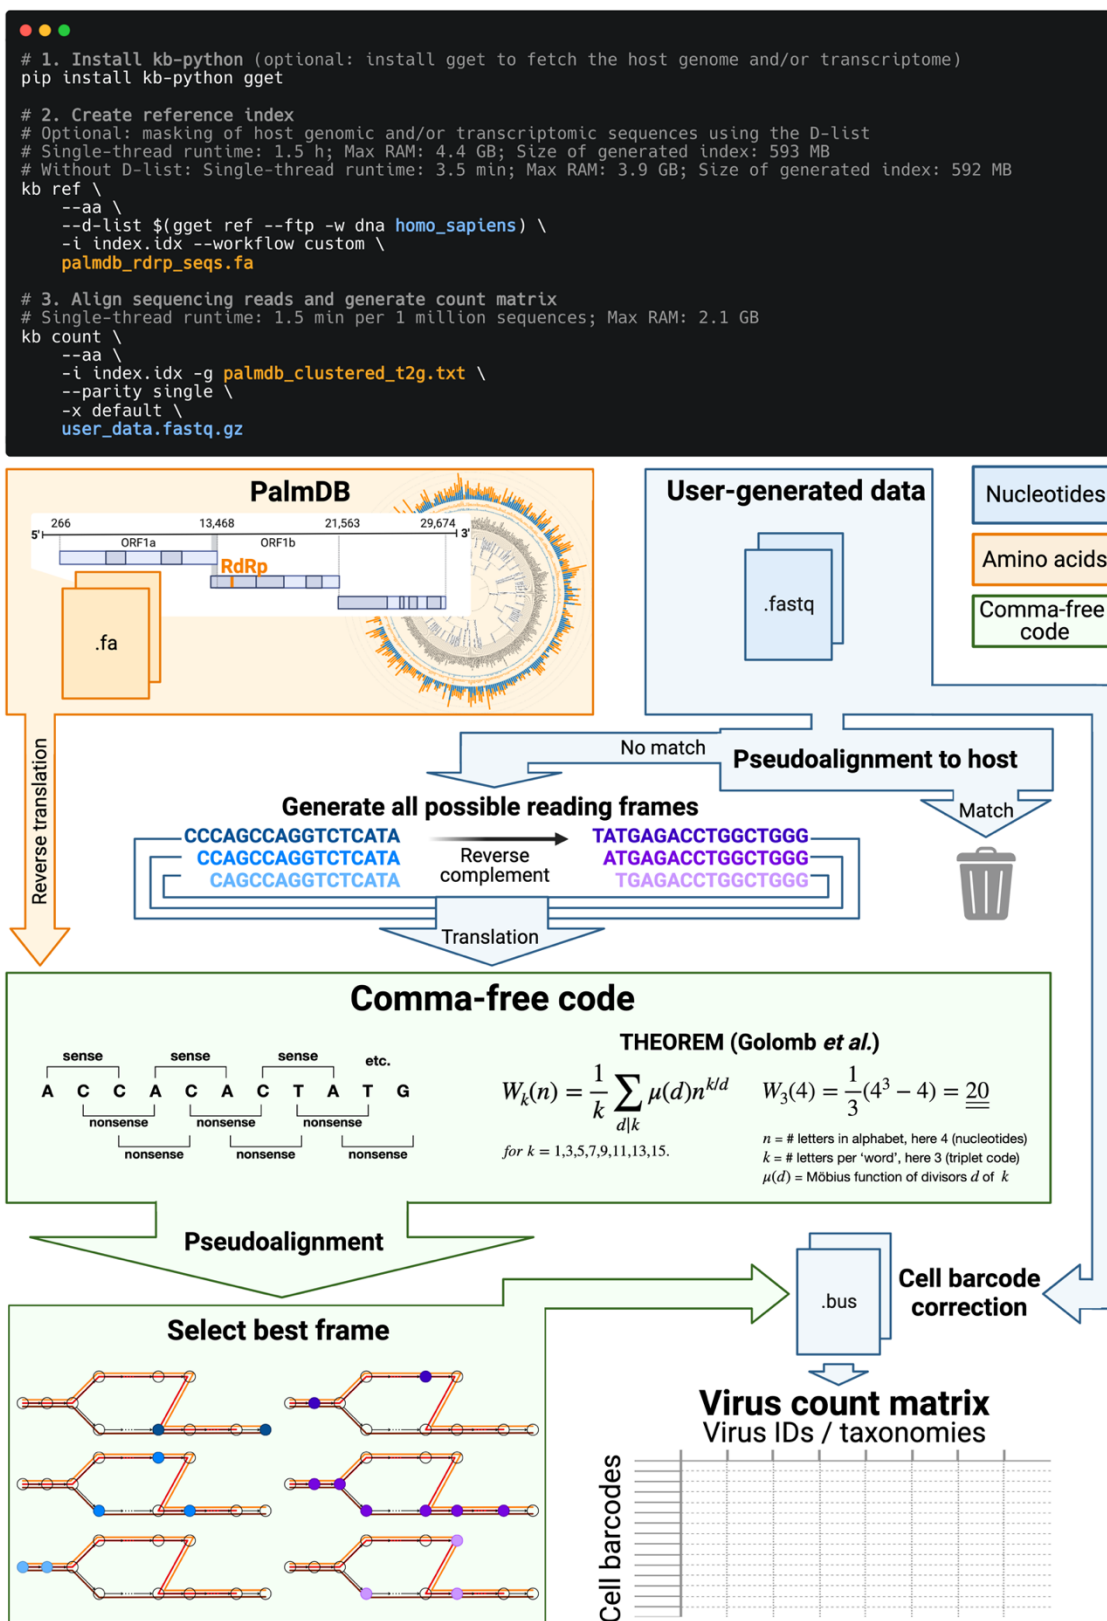 # 1. Install kb-python (optional: install gget to fetch the host genome and/or transcriptome)
pip install kb-python gget
# 2. Create reference index
# Optional: masking of host genomic and/or transcriptomic sequences using the D-list
# Single-thread runtime: 1.5 h; Max RAM: 4.4 GB; Size of generated index: 593 MB
# Without D-list: Single-thread runtime: 3.5 min; Max RAM: 3.9 GB; Size of generated index: 592 MB
kb ref \
--aa \
--d-list $(gget ref --ftp -w dna homo_sapiens) \
-i index.idx --workflow custom \
palmdb_rdrp_seqs.fa
# 3. Align sequencing reads and generate count matrix
# Single-thread runtime: 1.5 min per 1 million sequences; Max RAM: 2.1 GB
kb count \
--aa \
-i index.idx -g palmdb_clustered_t2g.txt \
--parity single \
-x default \
user_data.fastq.gz
PalmDB
266 13,468 21,563 29,674
5' 3'
ORF1a ORF1b
RdRp
.fa
User-generated data
.fastq
Nucleotides
Amino acids
Comma-free
code
Reverse translation
No match
Pseudoalignment to host
Match
Generate all possible reading frames
CCCAGCCAGGTCTCATA TATGAGACCTGGCTGGG
CCAGCCAGGTCTCATA ATGAGACCTGGCTGGG
CAGCCAGGTCTCATA TGAGACCTGGCTGGG
Reverse
complement
Translation
Comma-free code
sense sense sense etc.
A C C A C A C T A T G
nonsense nonsense nonsense
nonsense nonsense nonsense
THEOREM (Golomb et al.)
W_k(n) = 1/k ∑_{d|k} μ(d)n^{k/d} W_3(4) = 1/3(4^3 − 4) = 20
for k = 1,3,5,7,9,11,13,15.
n = # letters in alphabet, here 4 (nucleotides)
k = # letters per 'word', here 3 (triplet code)
μ(d) = Möbius function of divisors d of k
Pseudoalignment
Select best frame
.bus
Cell barcode
correction
Virus count matrix
Virus IDs / taxonomies
Cell barcodes